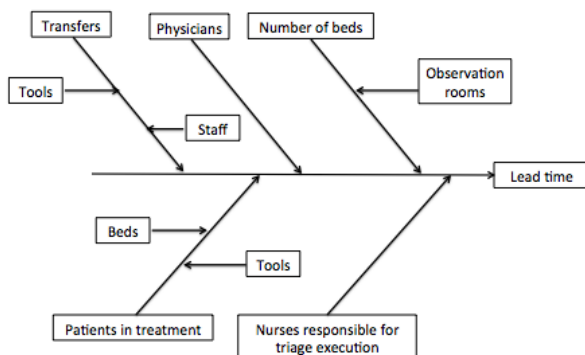 Transfers
Physicians
Number of beds
Tools
Observation
rooms
Staff
Lead time
Beds
Tools
Patients in treatment
Nurses responsible for
triage execution